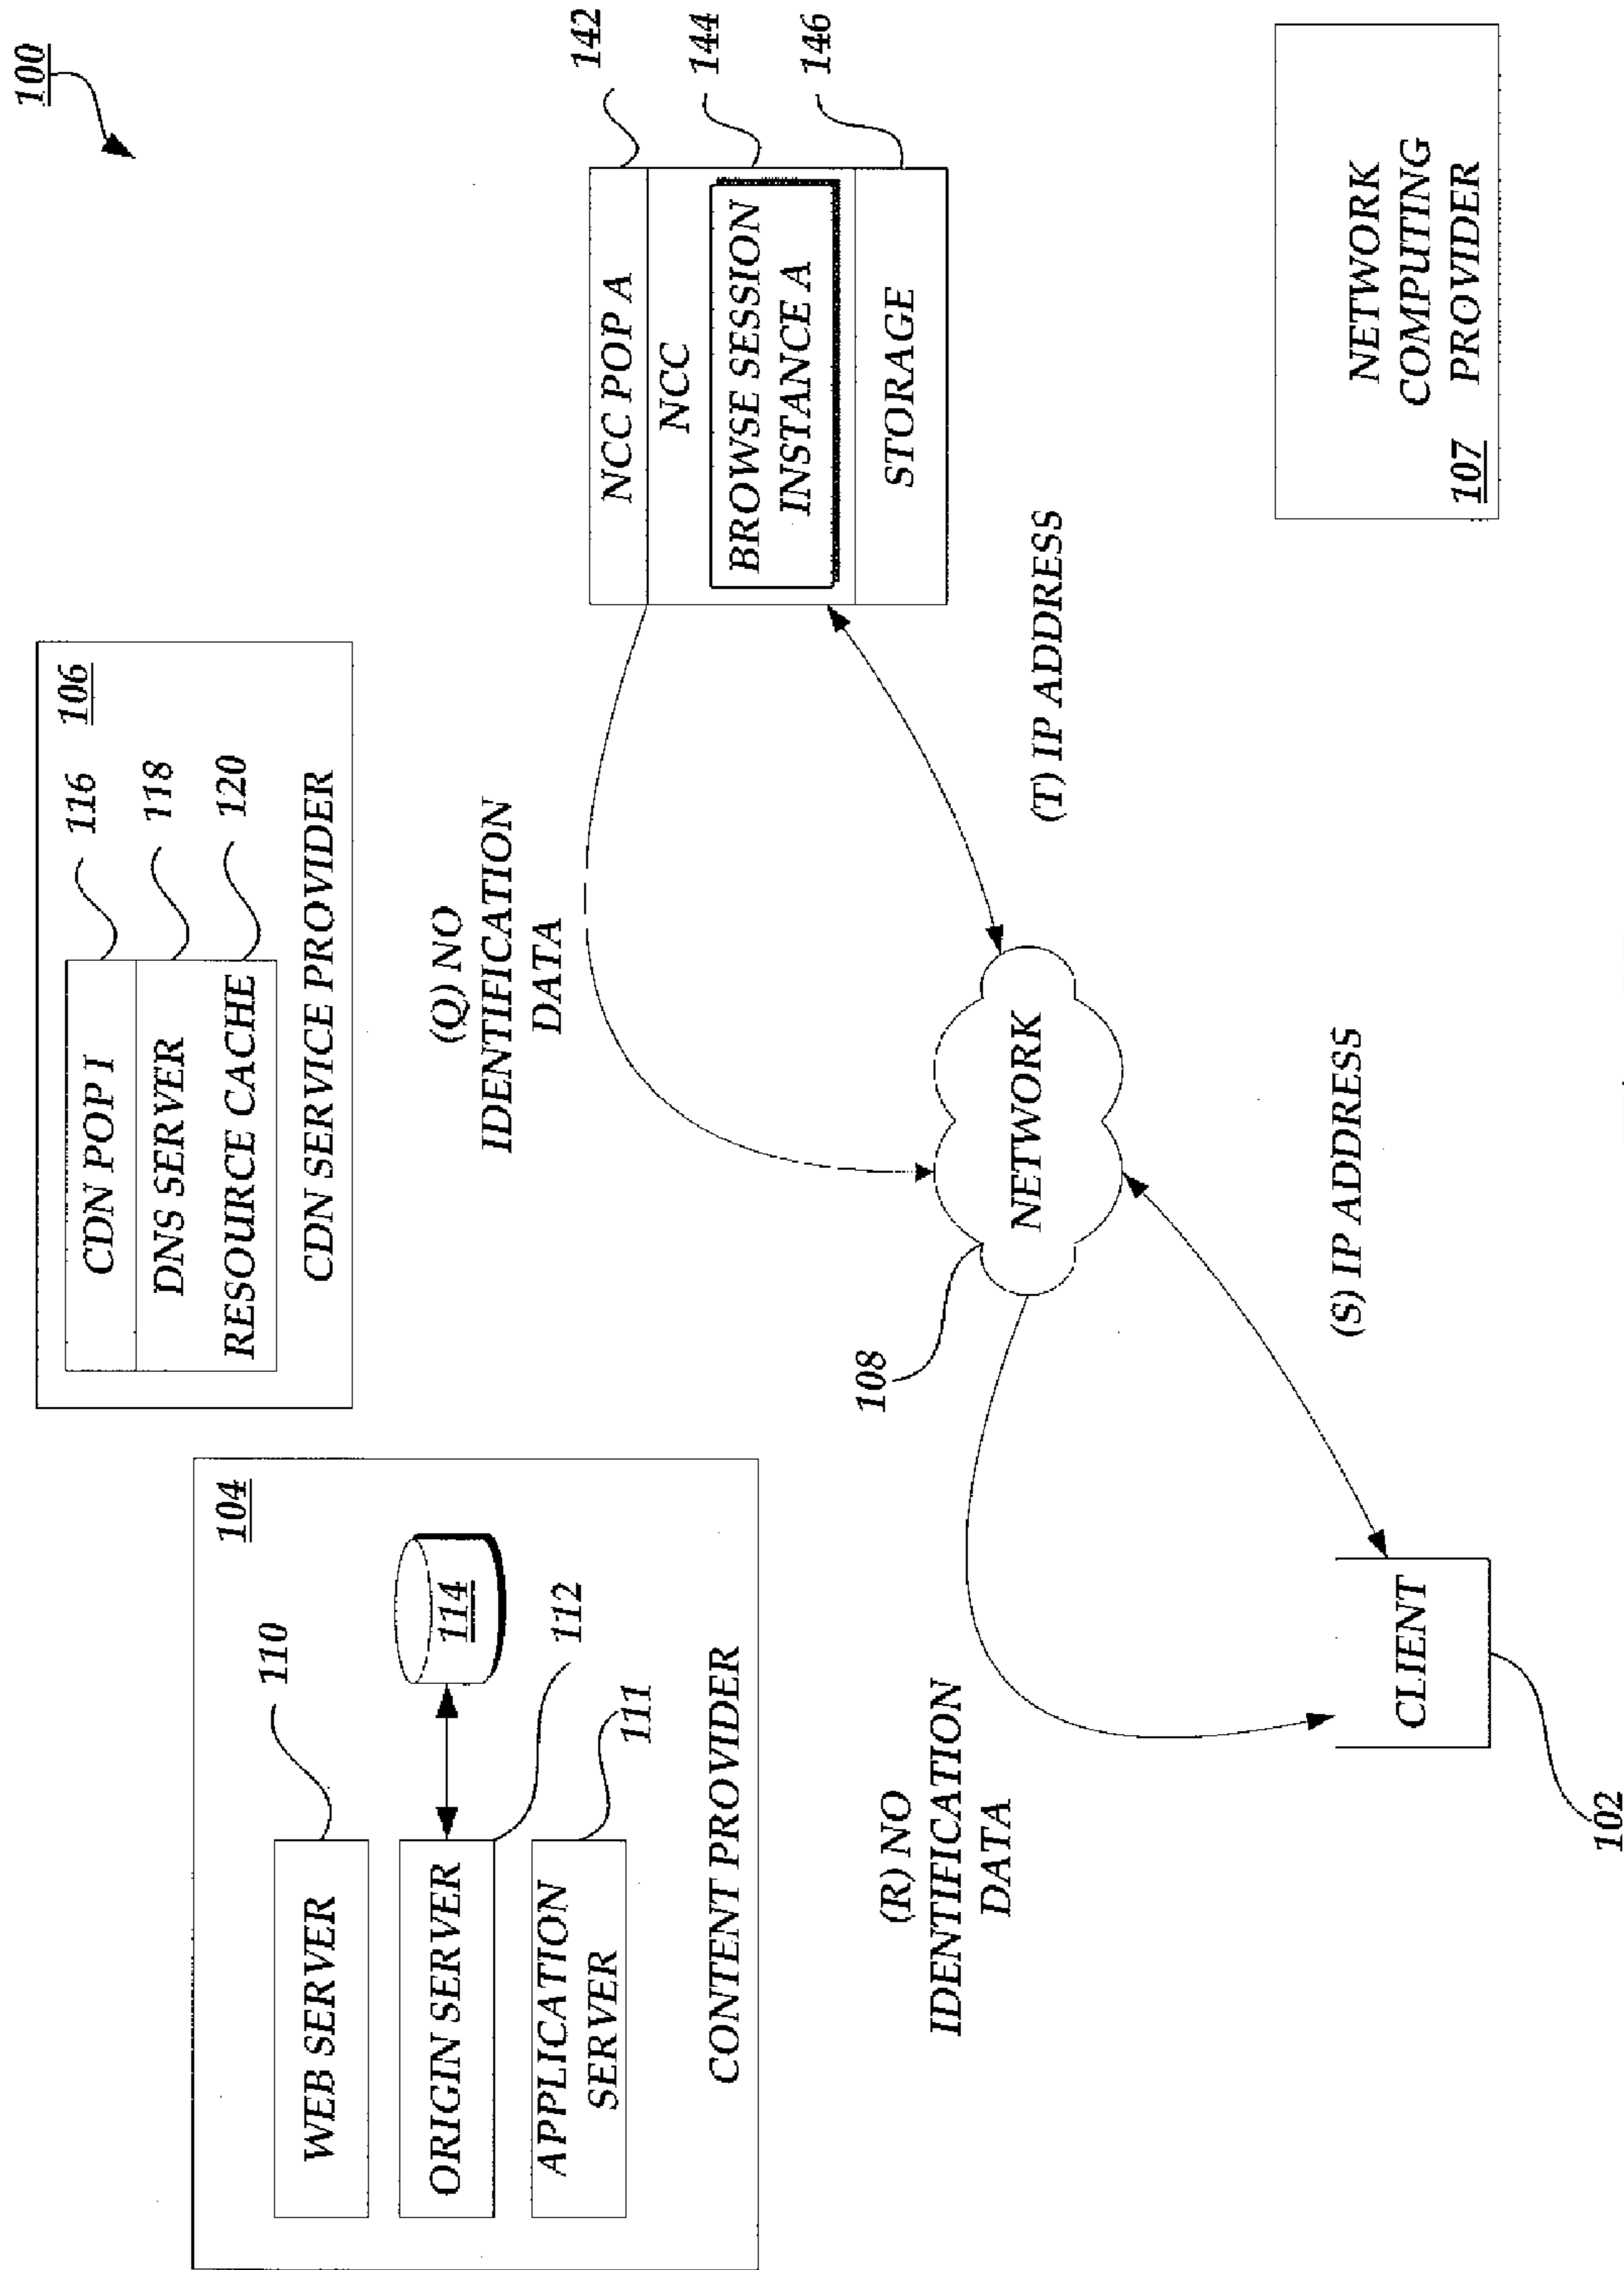 100
104
WEB SERVER
110
ORIGIN SERVER
114
112
APPLICATION
SERVER
111
CONTENT PROVIDER
CDN POP 1
116
106
DNS SERVER
118
RESOURCE CACHE
120
CDN SERVICE PROVIDER
(Q) NO
IDENTIFICATION
DATA
NCC POP A
142
NCC
144
BROWSE SESSION
INSTANCE A
STORAGE
146
108
NETWORK
(R) NO
IDENTIFICATION
DATA
(T) IP ADDRESS
(S) IP ADDRESS
CLIENT
102
NETWORK
COMPUTING
107 PROVIDER